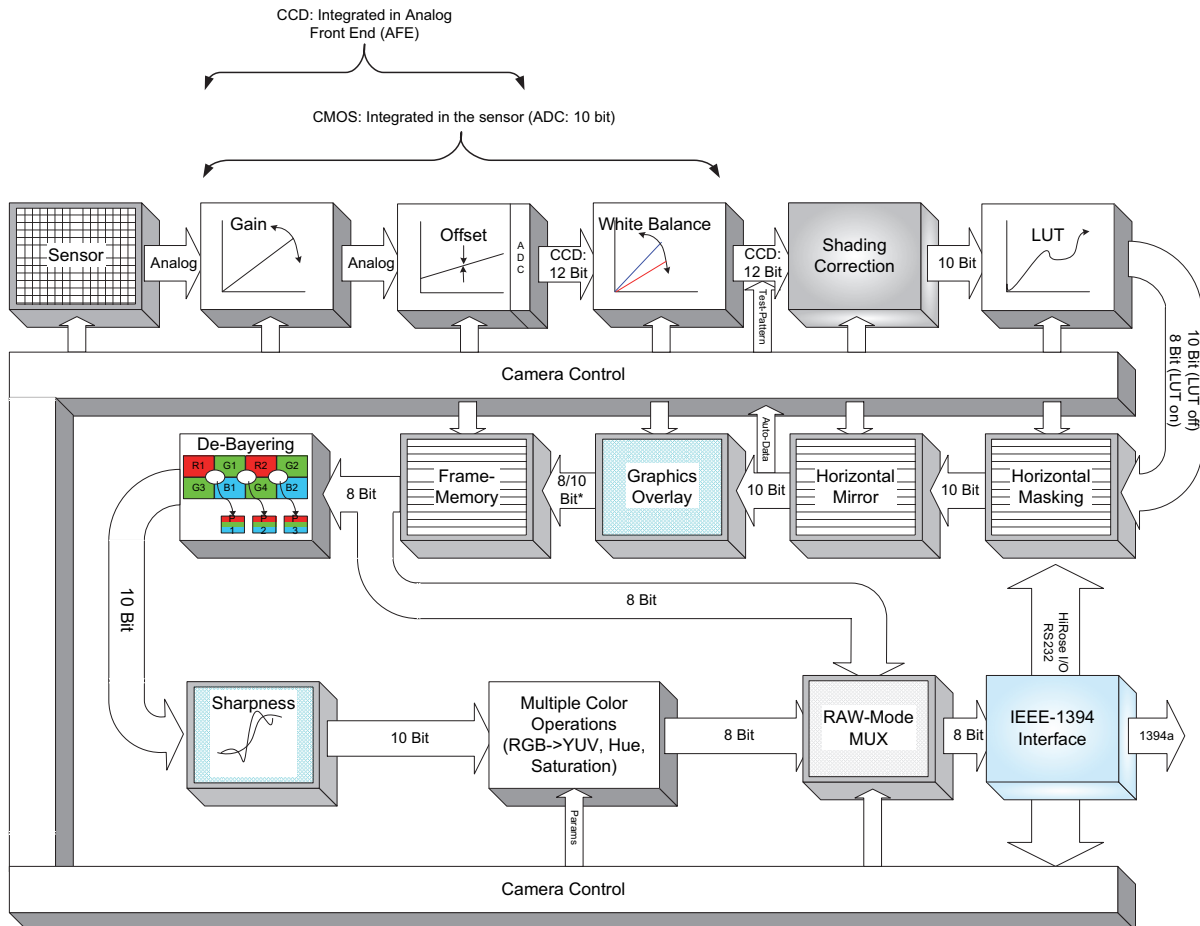 CCD: Integrated in Analog
Front End (AFE)
CMOS: Integrated in the sensor (ADC: 10 bit)
Sensor
Analog
Gain
Analog
Offset
A
D
C
CCD:
12 Bit
White Balance
CCD:
12 Bit
Test-Pattern
Shading
Correction
10 Bit
LUT
10 Bit (LUT off)
8 Bit (LUT on)
Camera Control
De-Bayering
R1 G1 R2 G2
G3 B1 G4 B2
P
1
P
2
P
3
8 Bit
Frame-
Memory
8/10
Bit*
Graphics
Overlay
Auto-Data
10 Bit
Horizontal
Mirror
10 Bit
Horizontal
Masking
10 Bit
8 Bit
HiRose I/O
RS232
Sharpness
10 Bit
Multiple Color
Operations
(RGB->YUV, Hue,
Saturation)
8 Bit
RAW-Mode
MUX
8 Bit
IEEE-1394
Interface
1394a
Params
Camera Control